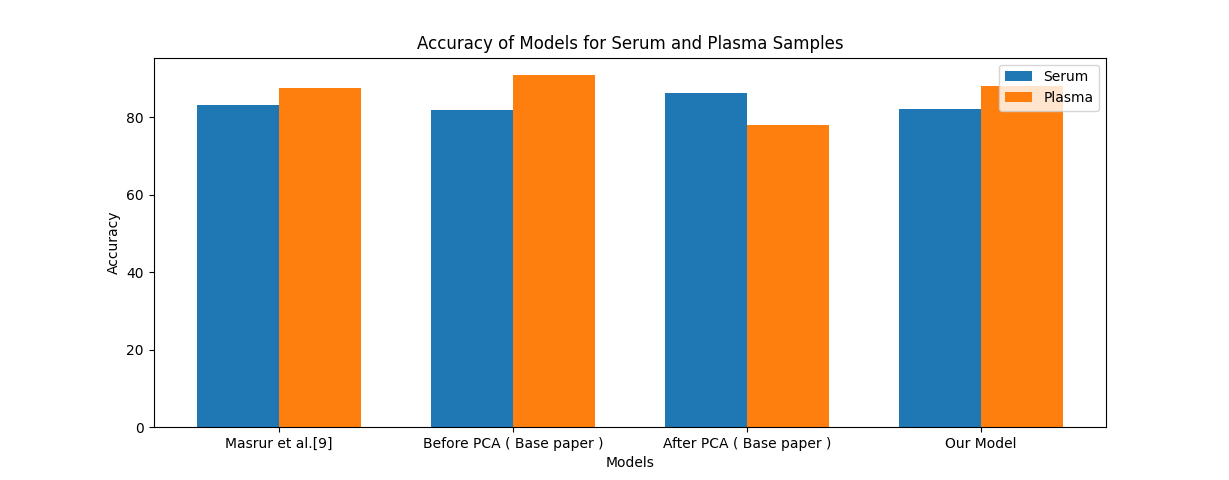 Accuracy of Models for Serum and Plasma Samples
Serum
Plasma
Accuracy
80
60
40
20
0
Masrur et al.[9]
Before PCA ( Base paper )
After PCA ( Base paper )
Our Model
Models